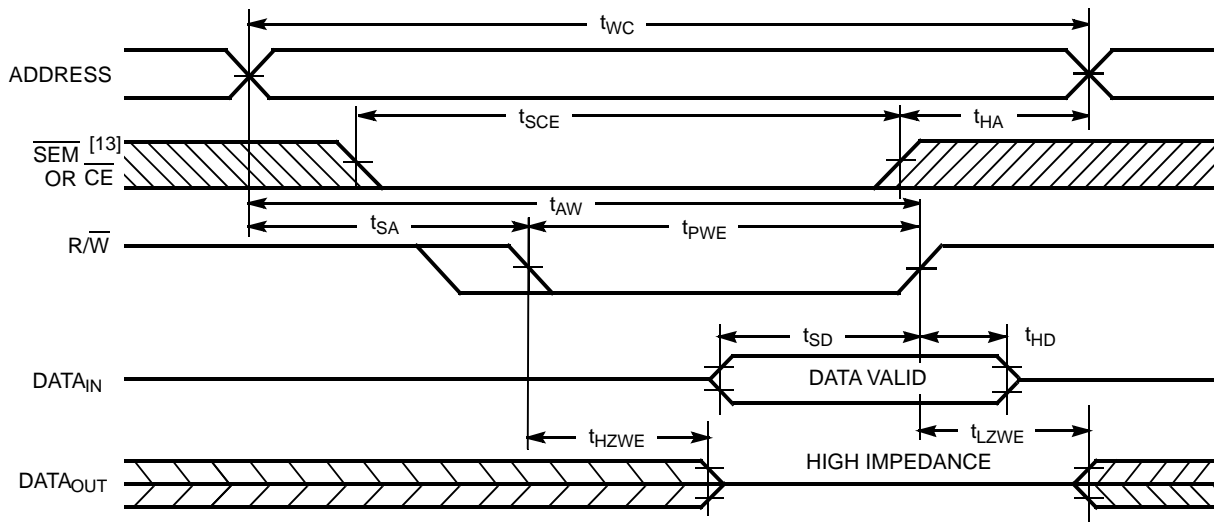 tWC
ADDRESS
tSCE
tHA
SEM [13]
OR CE
tAW
tSA
tPWE
R/W
tSD
tHD
DATAIN
DATA VALID
tHZWE
tLZWE
HIGH IMPEDANCE
DATAOUT